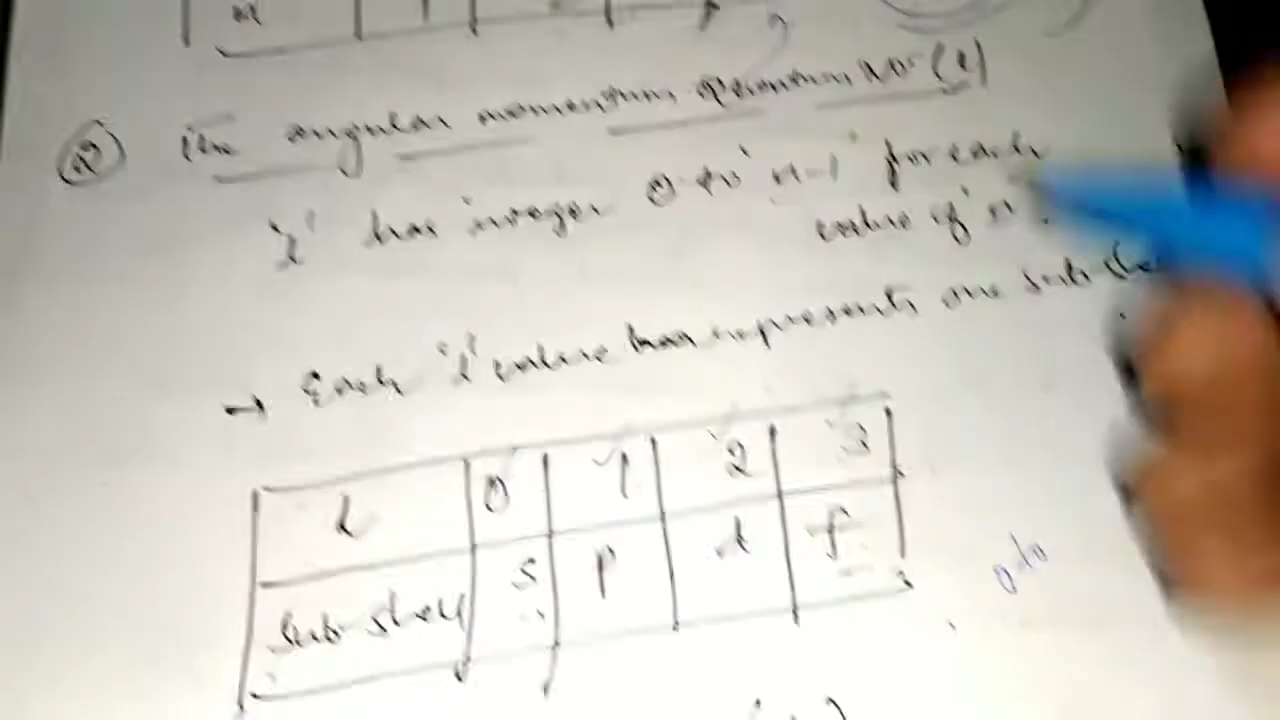 n
② The angular momentum quantum no (l)
'l' has integer 0 to 'n-1' for each
value of 'n'.
→ Each 'l' value has represents one sub
l 0 1 2 3
Sub-shell s p d f